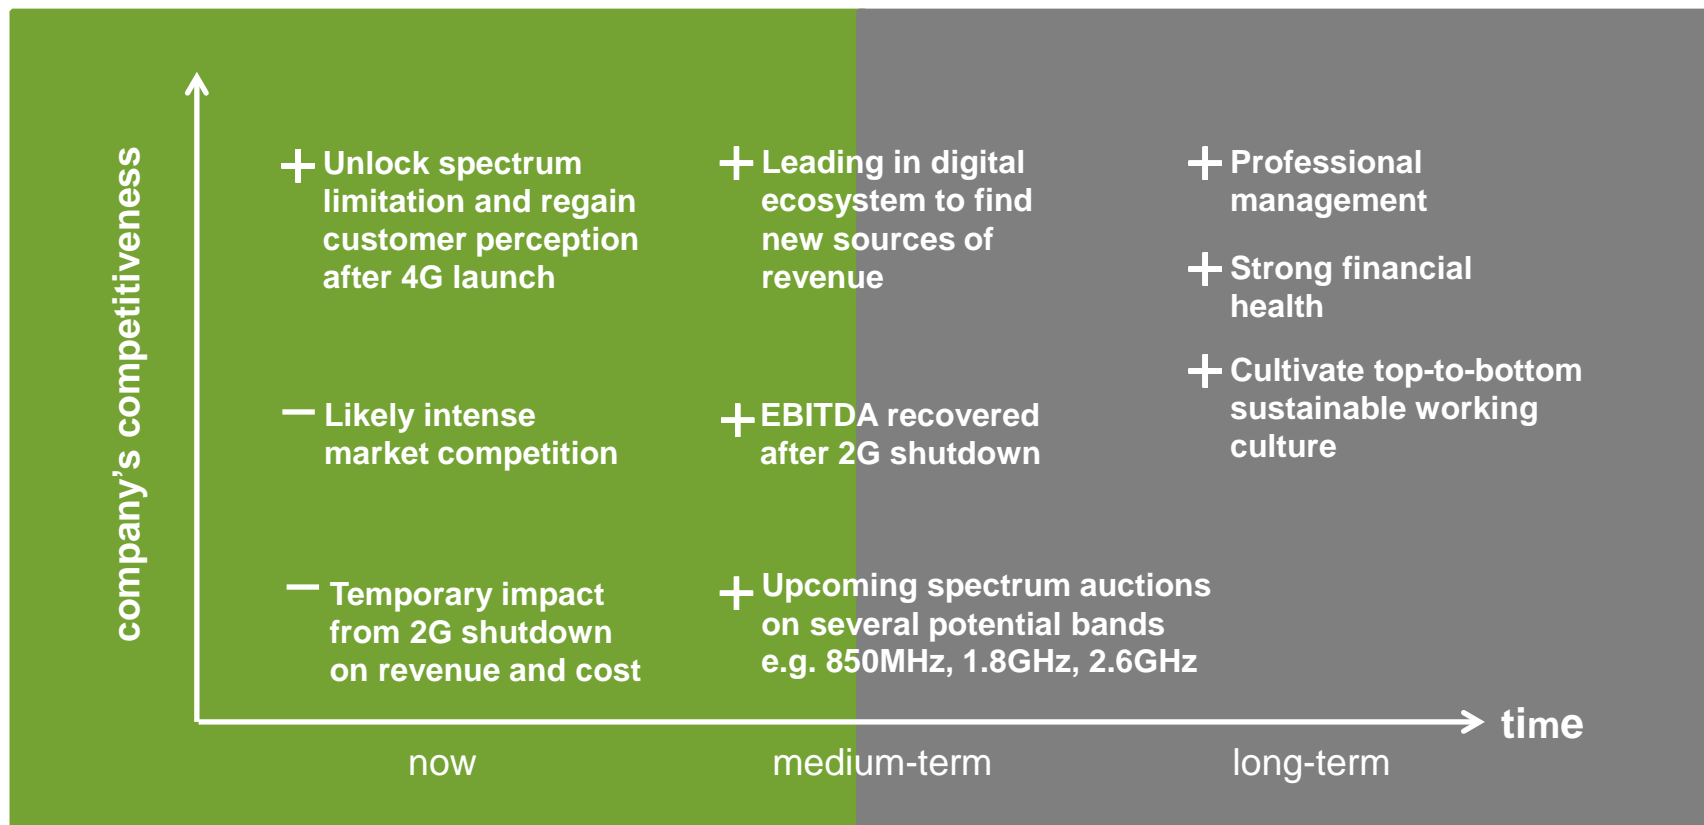 company's competitiveness
+ Unlock spectrum
limitation and regain
customer perception
after 4G launch
– Likely intense
market competition
– Temporary impact
from 2G shutdown
on revenue and cost
+ Leading in digital
ecosystem to find
new sources of
revenue
+ EBITDA recovered
after 2G shutdown
+ Upcoming spectrum auctions
on several potential bands
e.g. 850MHz, 1.8GHz, 2.6GHz
+ Professional
management
+ Strong financial
health
+ Cultivate top-to-bottom
sustainable working
culture
time
now
medium-term
long-term